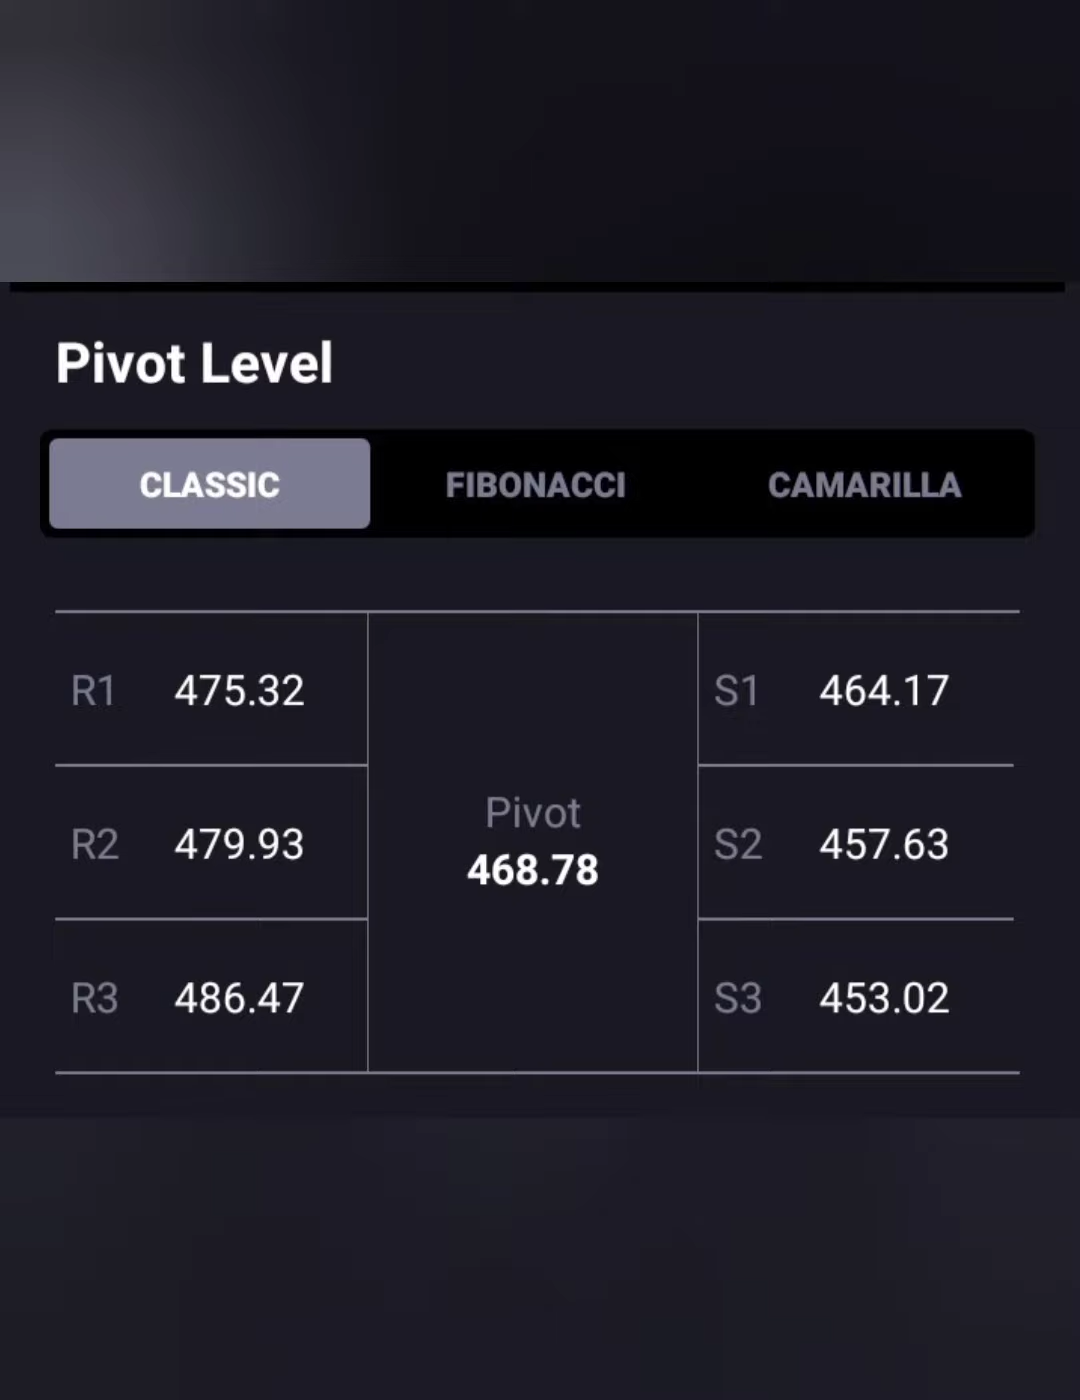 Pivot Level
CLASSIC FIBONACCI CAMARILLA
R1 475.32 S1 464.17
Pivot
R2 479.93 468.78 S2 457.63
R3 486.47 S3 453.02